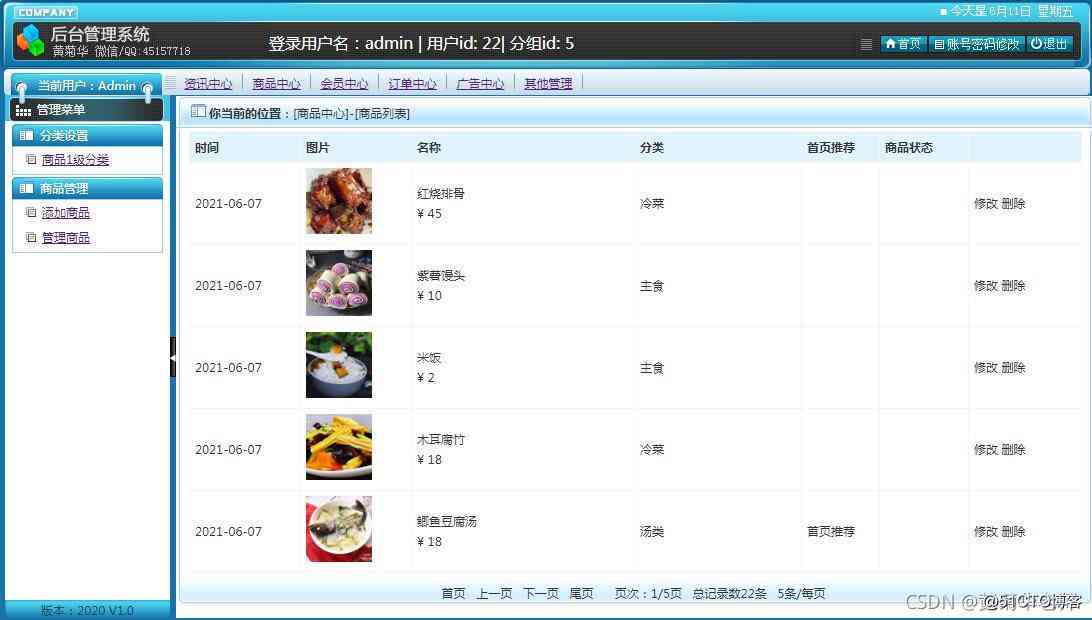 COMPANY
今天是 6月11日 星期五
后台管理系统
黄菊华 微信/QQ:45157718
登录用户名：admin | 用户id: 22| 分组id: 5
首页 账号密码修改 退出
当前用户：Admin
资讯中心 商品中心 会员中心 订单中心 广告中心 其他管理
管理菜单
分类设置
商品1级分类
商品管理
添加商品
管理商品
你当前的位置：[商品中心]-[商品列表]
时间 图片 名称 分类 首页推荐 商品状态
2021-06-07 红烧排骨 冷菜 修改 删除
¥ 45
2021-06-07 紫薯馒头 主食 修改 删除
¥ 10
2021-06-07 米饭 主食 修改 删除
¥ 2
2021-06-07 木耳腐竹 冷菜 修改 删除
¥ 18
2021-06-07 鲫鱼豆腐汤 汤类 首页推荐 修改 删除
¥ 18
首页 上一页 下一页 尾页 页次：1/5页 总记录数22条 5条/每页
版本：2020 V1.0
CSDN @
@51CTO博客